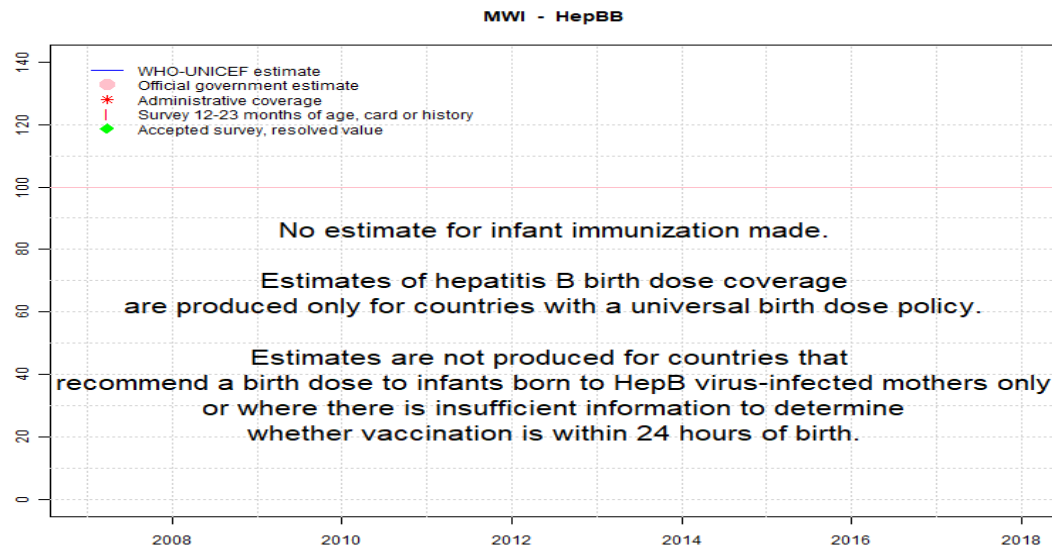 MWI - HepBB
140
120
100
80
60
40
20
0
WHO-UNICEF estimate
Official government estimate
Administrative coverage
Survey 12-23 months of age, card or history
Accepted survey, resolved value
No estimate for infant immunization made.
Estimates of hepatitis B birth dose coverage
are produced only for countries with a universal birth dose policy.
Estimates are not produced for countries that
recommend a birth dose to infants born to HepB virus-infected mothers only
or where there is insufficient information to determine
whether vaccination is within 24 hours of birth.
2008 2010 2012 2014 2016 2018